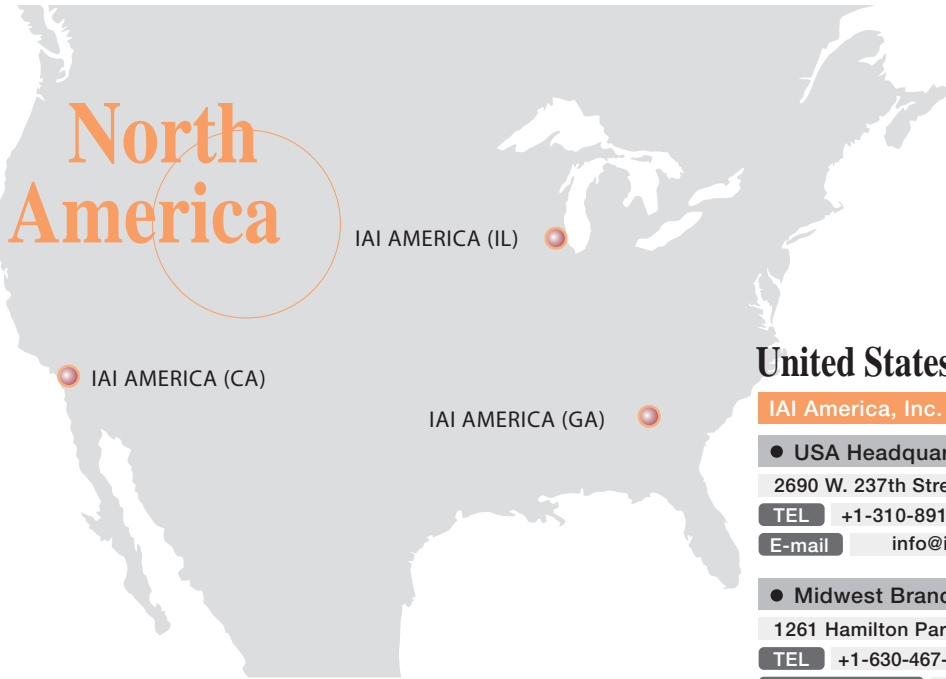 North
America
IAI AMERICA (IL)
IAI AMERICA (CA)
IAI AMERICA (GA)
United States
IAI America, Inc.
● USA Headquar
2690 W. 237th Stre
TEL +1-310-891
E-mail info@i
● Midwest Branc
1261 Hamilton Par
TEL +1-630-467-